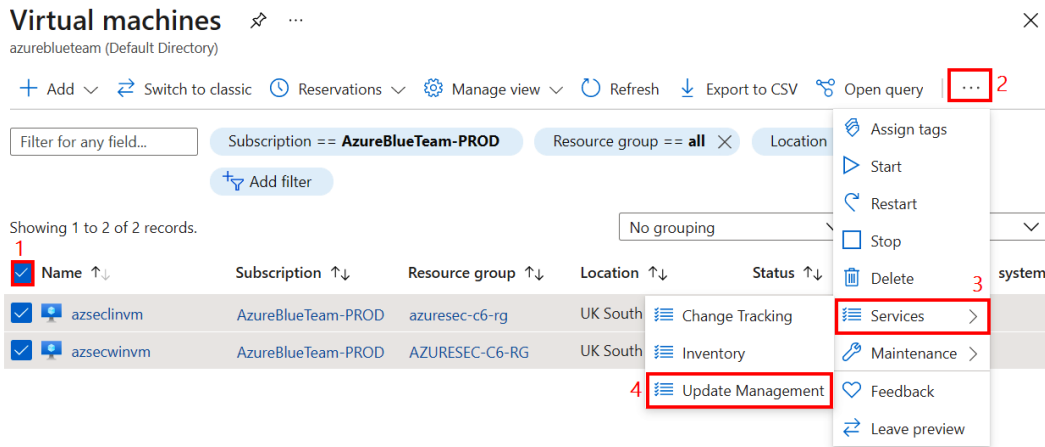 Virtual machines ...
azureblueteam (Default Directory)
Add Switch to classic Reservations Manage view Refresh Export to CSV Open query ... 2
Filter for any field... Subscription == AzureBlueTeam-PROD Resource group == all Location
Add filter
Showing 1 to 2 of 2 records. No grouping
1
Name Subscription Resource group Location Status system
azseclinvm AzureBlueTeam-PROD azuresec-c6-rg UK South
azsecwinvm AzureBlueTeam-PROD AZURESEC-C6-RG UK South
Assign tags
Start
Restart
Stop
Delete
3
Services
Maintenance
Feedback
Leave preview
Change Tracking
Inventory
4 Update Management